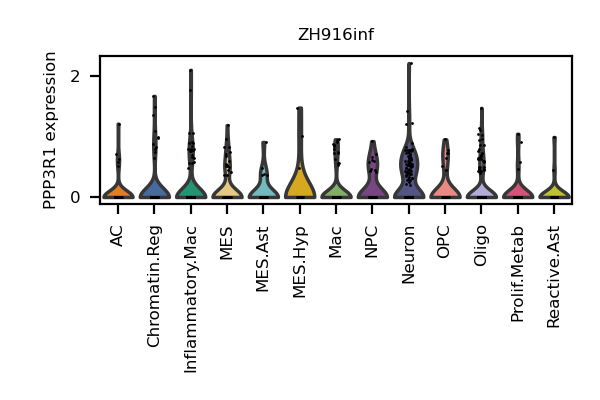 ZH916inf
PPP3R1 expression
2
0
AC
Chromatin.Reg
Inflammatory.Mac
MES
MES.Ast
MES.Hyp
Mac
NPC
Neuron
OPC
Oligo
Prolif.Metab
Reactive.Ast